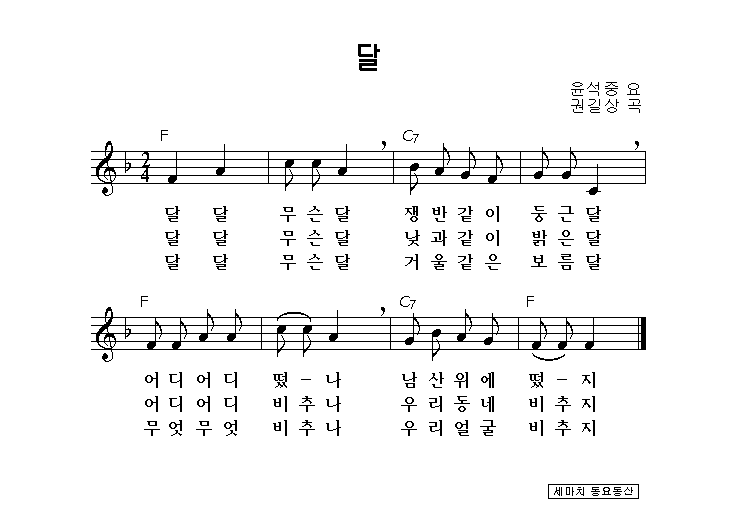 달
윤석중 요
권길상 곡
F C7
2
4
달 달 무 슨 달 쟁 반 같 이 둥 근 달
달 달 무 슨 달 낮 과 같 이 밝 은 달
달 달 무 슨 달 거 울 같 은 보 름 달
F C7 F
어 디 어 디 떴 - 나 남 산 위 에 떴 - 지
어 디 어 디 비 추 나 우 리 동 네 비 추 지
무 엇 무 엇 비 추 나 우 리 얼 굴 비 추 지
세마치 동요동산